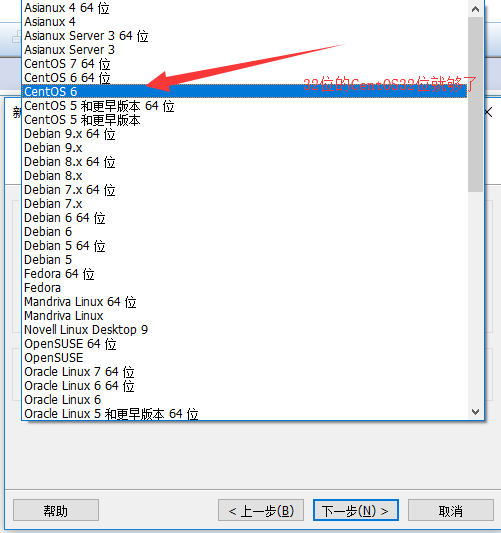 Asianux 4 64 位
Asianux 4
Asianux Server 3 64 位
Asianux Server 3
CentOS 7 64 位
CentOS 6 64 位
CentOS 6
32位的CentOS32位就够了
CentOS 5 和更早版本 64 位
CentOS 5 和更早版本
Debian 9.x 64 位
Debian 9.x
Debian 8.x 64 位
Debian 8.x
Debian 7.x 64 位
Debian 7.x
Debian 6 64 位
Debian 6
Debian 5 64 位
Debian 5
Fedora 64 位
Fedora
Mandriva Linux 64 位
Mandriva Linux
Novell Linux Desktop 9
OpenSUSE 64 位
OpenSUSE
Oracle Linux 7 64 位
Oracle Linux 6 64 位
Oracle Linux 6
Oracle Linux 5 和更早版本 64 位
帮助
< 上一步(B)
下一步(N) >
取消